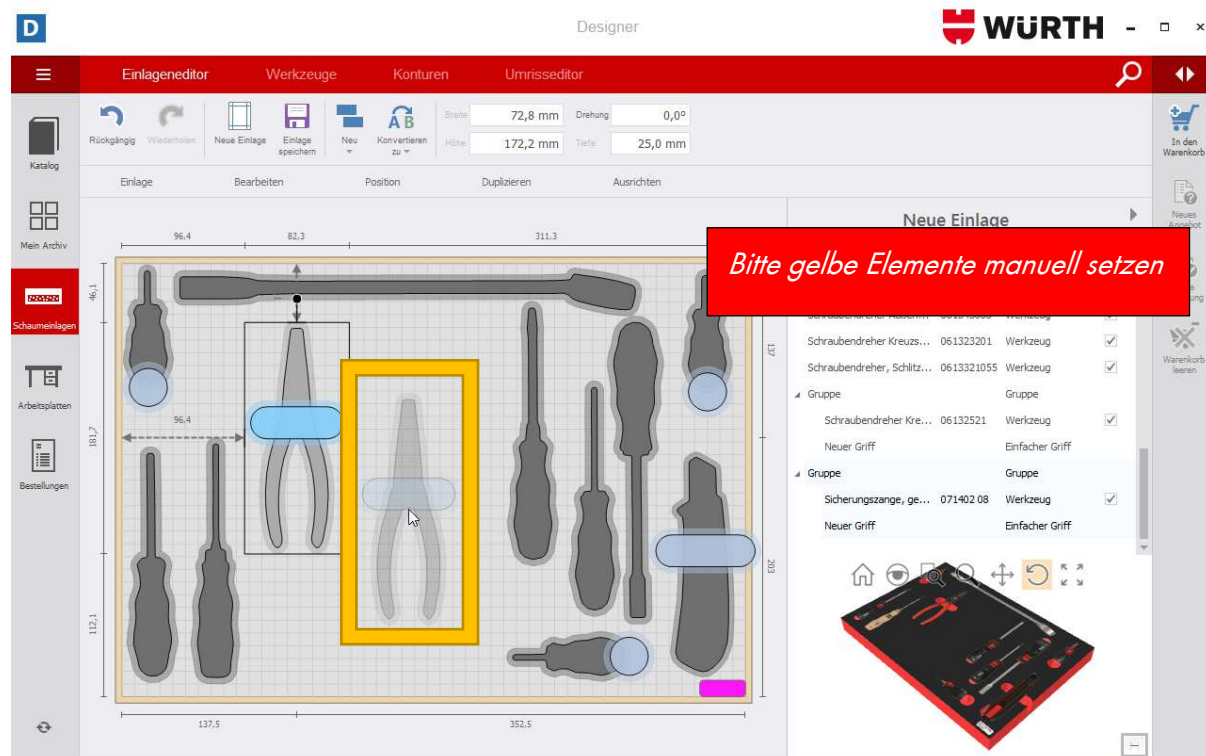 D
Designer
WÜRTH
Einlageneditor Werkzeuge Konturen Umrisseditor
Rückgängig Wiederholen Neue Einlage Einlage speichern Neu Konvertieren zu
A B
Breite 72,8 mm Drehung 0,0°
Höhe 172,2 mm Tiefe 25,0 mm
In den Warenkorb
Katalog
Einlage Bearbeiten Position Duplizieren Ausrichten
Neues Angebot
Neue Einlage
Mein Archiv
96,4 82,3 311,3
Bitte gelbe Elemente manuell setzen
46,1
Schaumeinlagen
Schraubendreher Kreuzs... 061323201 Werkzeug
137
Warenkorb leeren
Schraubendreher, Schlitz... 0613321055 Werkzeug
Gruppe Gruppe
Arbeitsplatten
96,4
181,7
Schraubendreher Kre... 06132521 Werkzeug
Neuer Griff Einfacher Griff
Gruppe Gruppe
Bestellungen
Sicherungszange, ge... 071402 08 Werkzeug
Neuer Griff Einfacher Griff
203
112,1
137,5 352,5